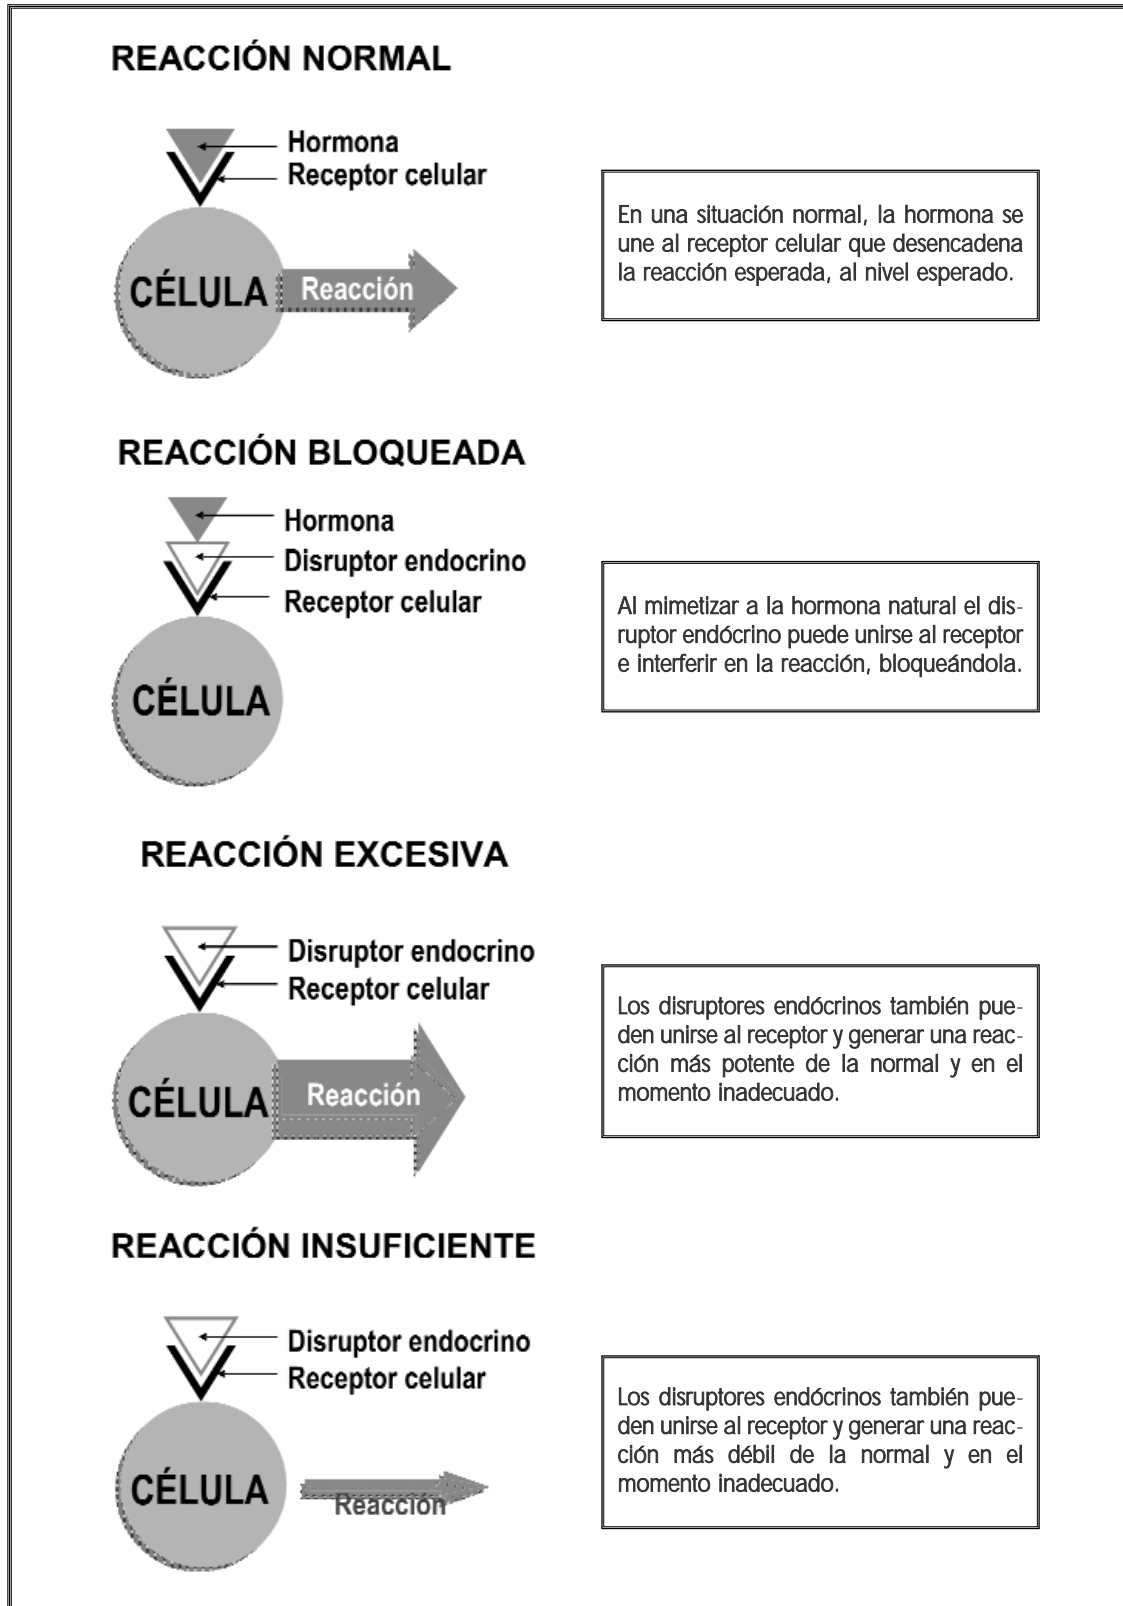 REACCIÓN NORMAL
Hormona
Receptor celular
CÉLULA
Reacción
En una situación normal, la hormona se
une al receptor celular que desencadena
la reacción esperada, al nivel esperado.
REACCIÓN BLOQUEADA
Hormona
Disruptor endocrino
Receptor celular
CÉLULA
Al mimetizar a la hormona natural el dis-
ruptor endócrino puede unirse al receptor
e interferir en la reacción, bloqueándola.
REACCIÓN EXCESIVA
Disruptor endocrino
Receptor celular
CÉLULA
Reacción
Los disruptores endócrinos también pue-
den unirse al receptor y generar una reac-
ción más potente de la normal y en el
momento inadecuado.
REACCIÓN INSUFICIENTE
Disruptor endocrino
Receptor celular
CÉLULA
Reacción
Los disruptores endócrinos también pue-
den unirse al receptor y generar una reac-
ción más débil de la normal y en el
momento inadecuado.